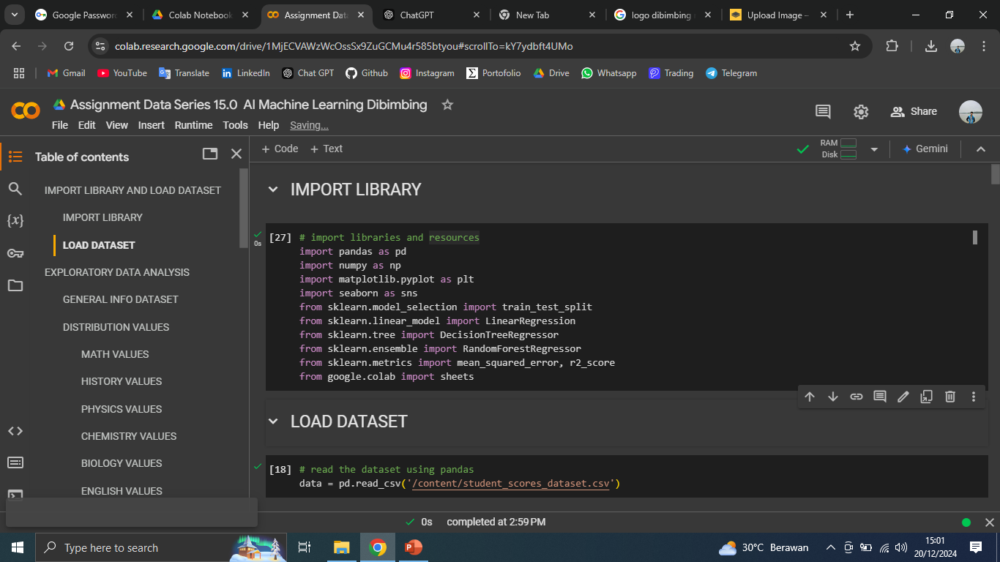 Google Password
Colab Notebook
Assignment Data
ChatGPT
New Tab
logo dibimbing
Upload Image –
colab.research.google.com/drive/1MjECVAWzWcOssSx9ZuGCMu4r585btyou#scrollTo=kY7ydbft4UMo
Gmail YouTube Translate LinkedIn Chat GPT Github Instagram Portofolio Drive Whatsapp Trading Telegram
Assignment Data Series 15.0 AI Machine Learning Dibimbing
Share
File Edit View Insert Runtime Tools Help Saving...
Table of contents
IMPORT LIBRARY AND LOAD DATASET
IMPORT LIBRARY
LOAD DATASET
EXPLORATORY DATA ANALYSIS
GENERAL INFO DATASET
DISTRIBUTION VALUES
MATH VALUES
HISTORY VALUES
PHYSICS VALUES
CHEMISTRY VALUES
BIOLOGY VALUES
ENGLISH VALUES
+ Code + Text
RAM
Disk
Gemini
IMPORT LIBRARY
0s
[27] # import libraries and resources
import pandas as pd
import numpy as np
import matplotlib.pyplot as plt
import seaborn as sns
from sklearn.model_selection import train_test_split
from sklearn.linear_model import LinearRegression
from sklearn.tree import DecisionTreeRegressor
from sklearn.ensemble import RandomForestRegressor
from sklearn.metrics import mean_squared_error, r2_score
from google.colab import sheets
LOAD DATASET
[18] # read the dataset using pandas
data = pd.read_csv('/content/student_scores_dataset.csv')
0s completed at 2:59 PM
Type here to search
30°C Berawan
15:01
20/12/2024